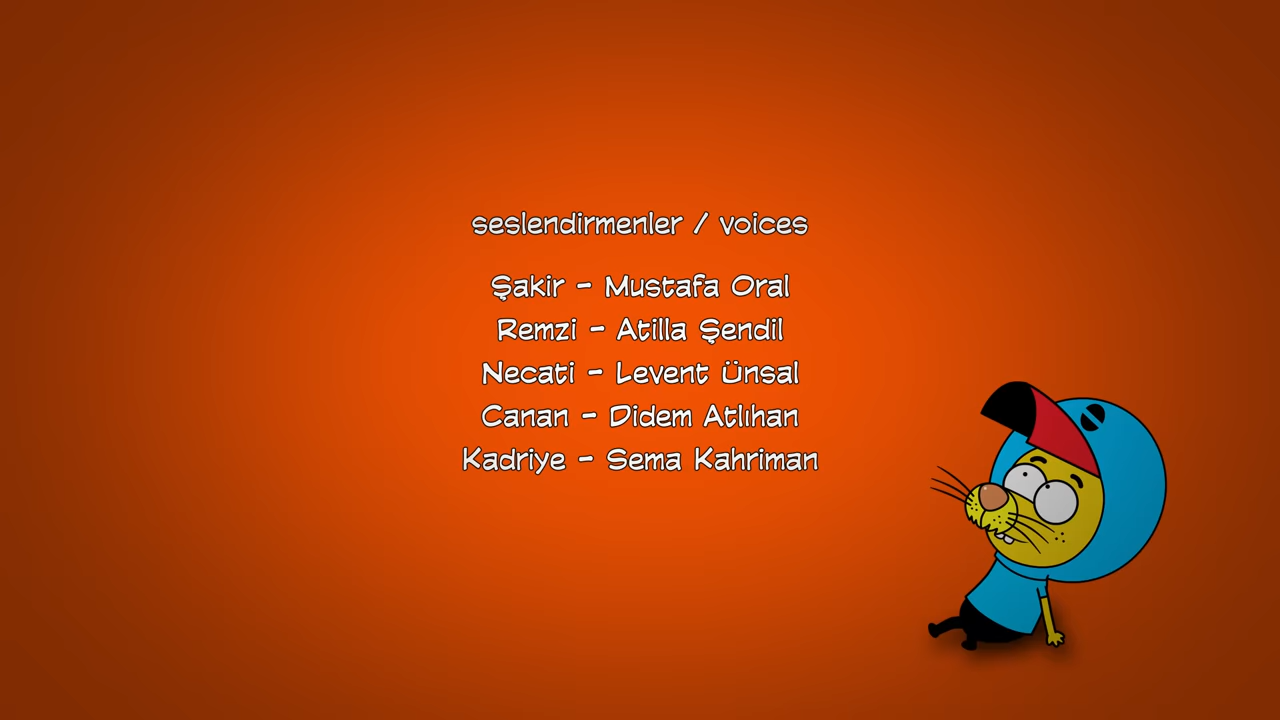 seslendirmenler / voices
Şakir - Mustafa Oral
Remzi - Atilla Şendil
Necati - Levent Ünsal
Canan - Didem Atlıhan
Kadriye - Sema Kahriman